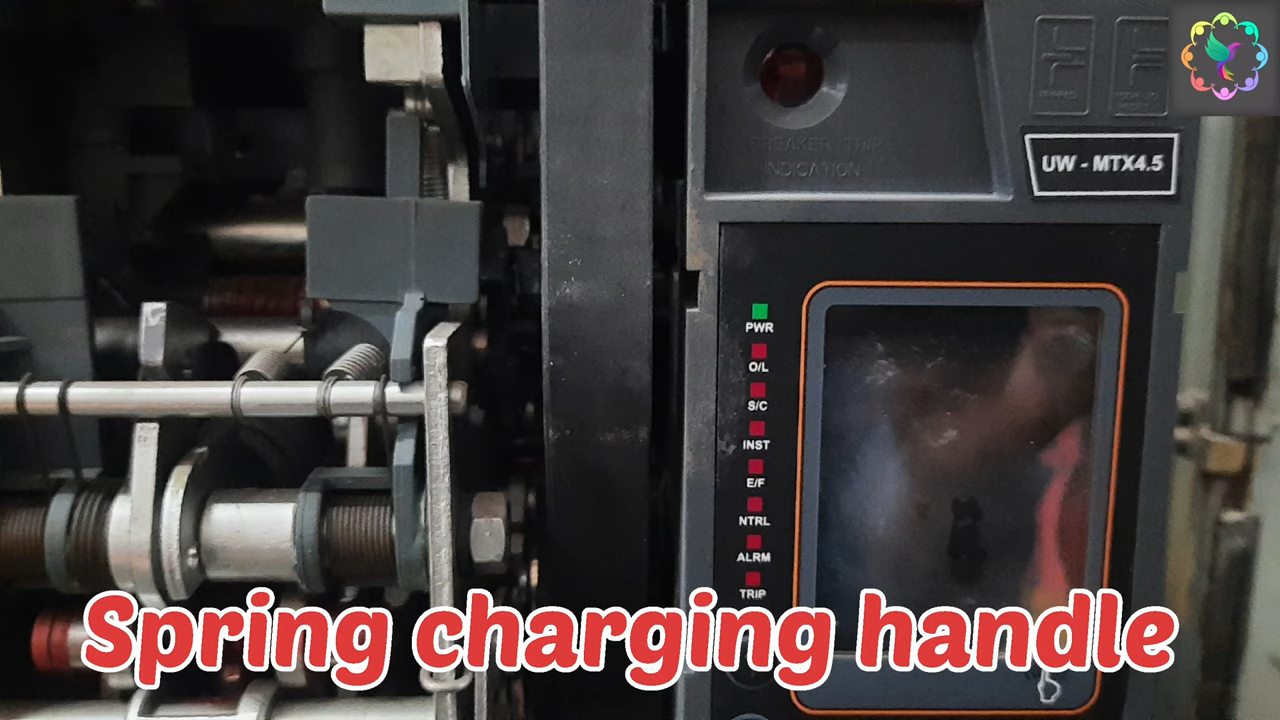 BREAKER TRIP
INDICATION
UW - MTX4.5
PWR
O/L
S/C
INST
E/F
NTRL
ALRM
TRIP
Spring charging handle